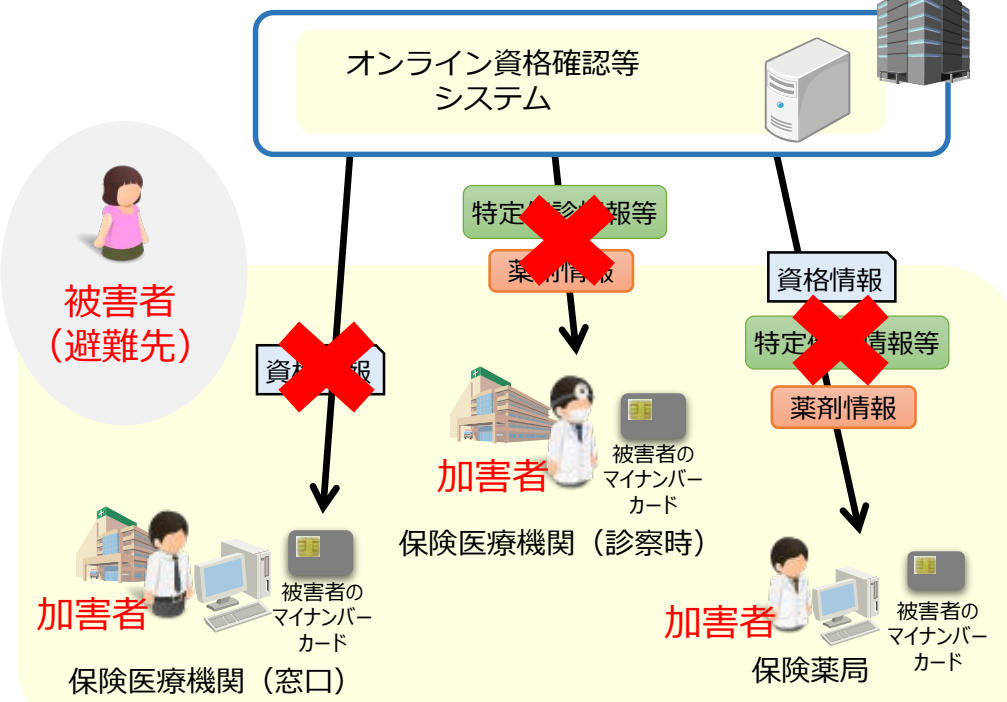 オンライン資格確認等
システム
被害者
（避難先）
特定 情報等
薬剤情報
資格情報
特定 情報等
薬剤情報
資格 報
加害者
被害者の
マイナンバー
カード
保険医療機関（診察時）
加害者
被害者の
マイナンバー
カード
保険医療機関（窓口）
加害者
被害者の
マイナンバー
カード
保険薬局